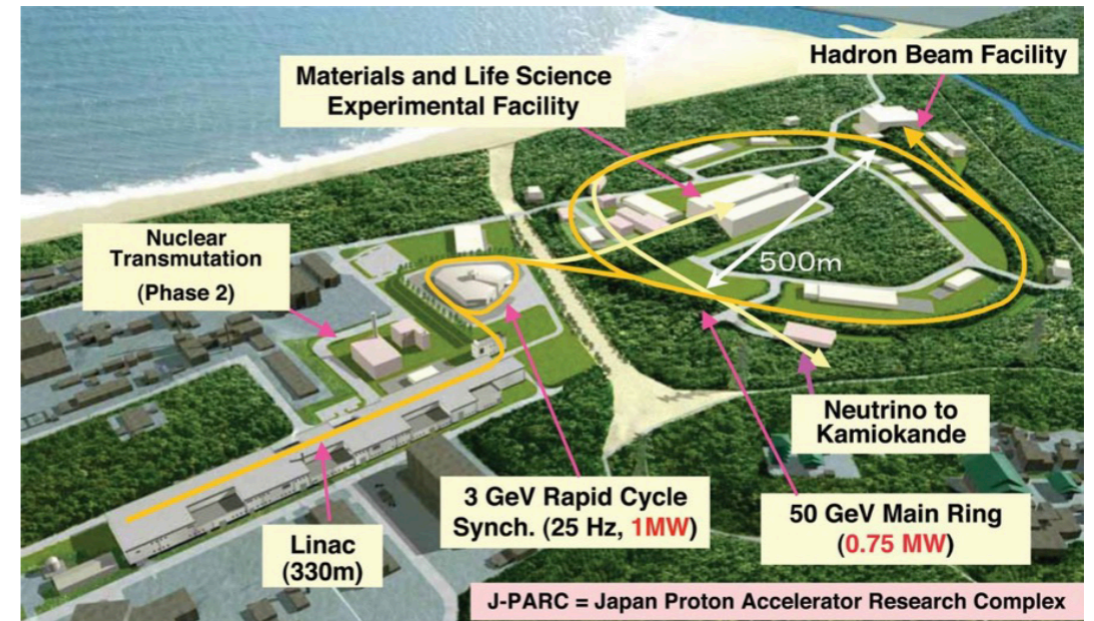 Hadron Beam Facility
Materials and Life Science
Experimental Facility
Nuclear
Transmutation
(Phase 2)
500m
Neutrino to
Kamiokande
3 GeV Rapid Cycle
Synch. (25 Hz, 1MW)
50 GeV Main Ring
(0.75 MW)
Linac
(330m)
J-PARC = Japan Proton Accelerator Research Complex